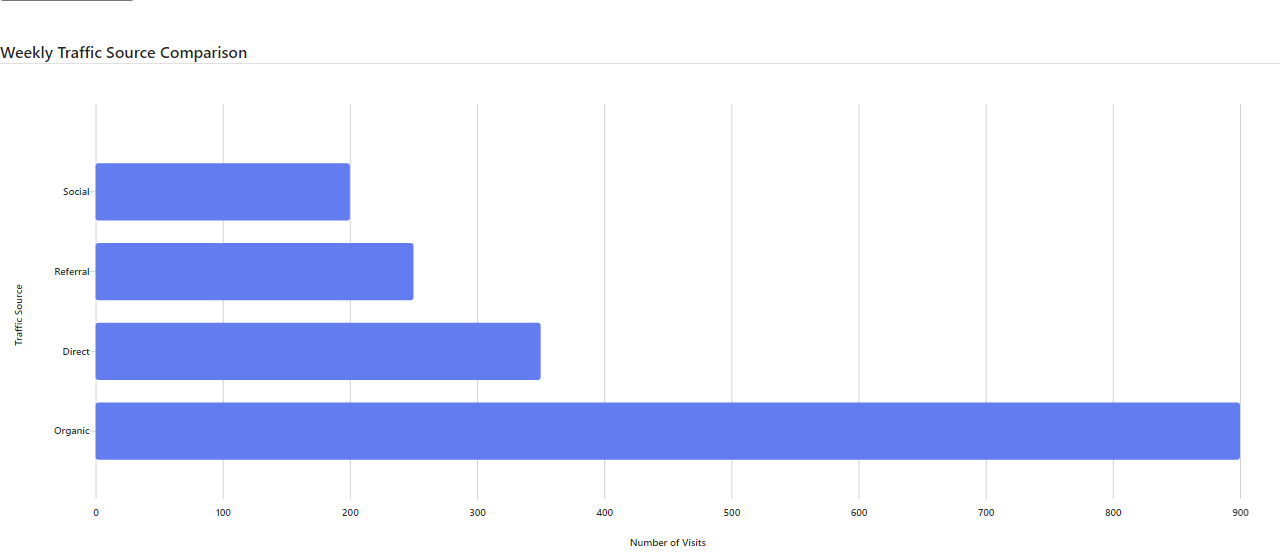 Weekly Traffic Source Comparison
Social
Referral
Direct
Organic
Traffic Source
0 100 200 300 400 500 600 700 800 900
Number of Visits